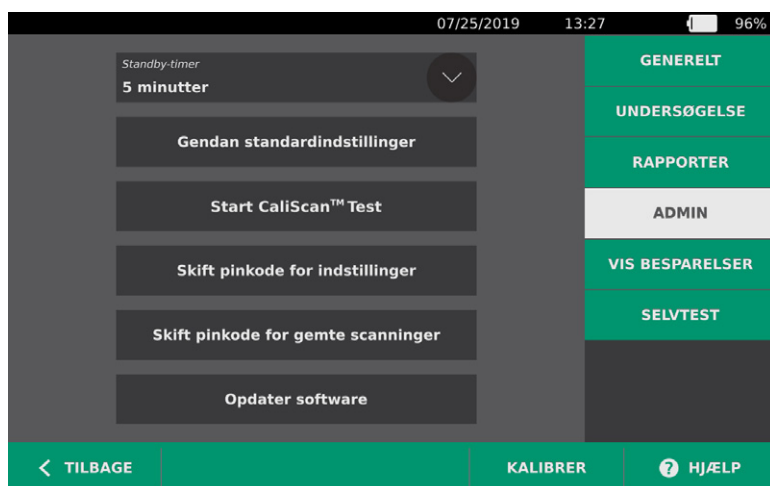 07/25/2019 13:27 96%
Standby-timer
5 minutter
Gendan standardindstillinger
Start CaliScan™ Test
Skift pinkode for indstillinger
Skift pinkode for gemte scanninger
Opdater software
GENERELT
UNDERSØGELSE
RAPPORTER
ADMIN
VIS BESPARELSER
SELVTEST
TILBAGE
KALIBRER
? HJÆLP